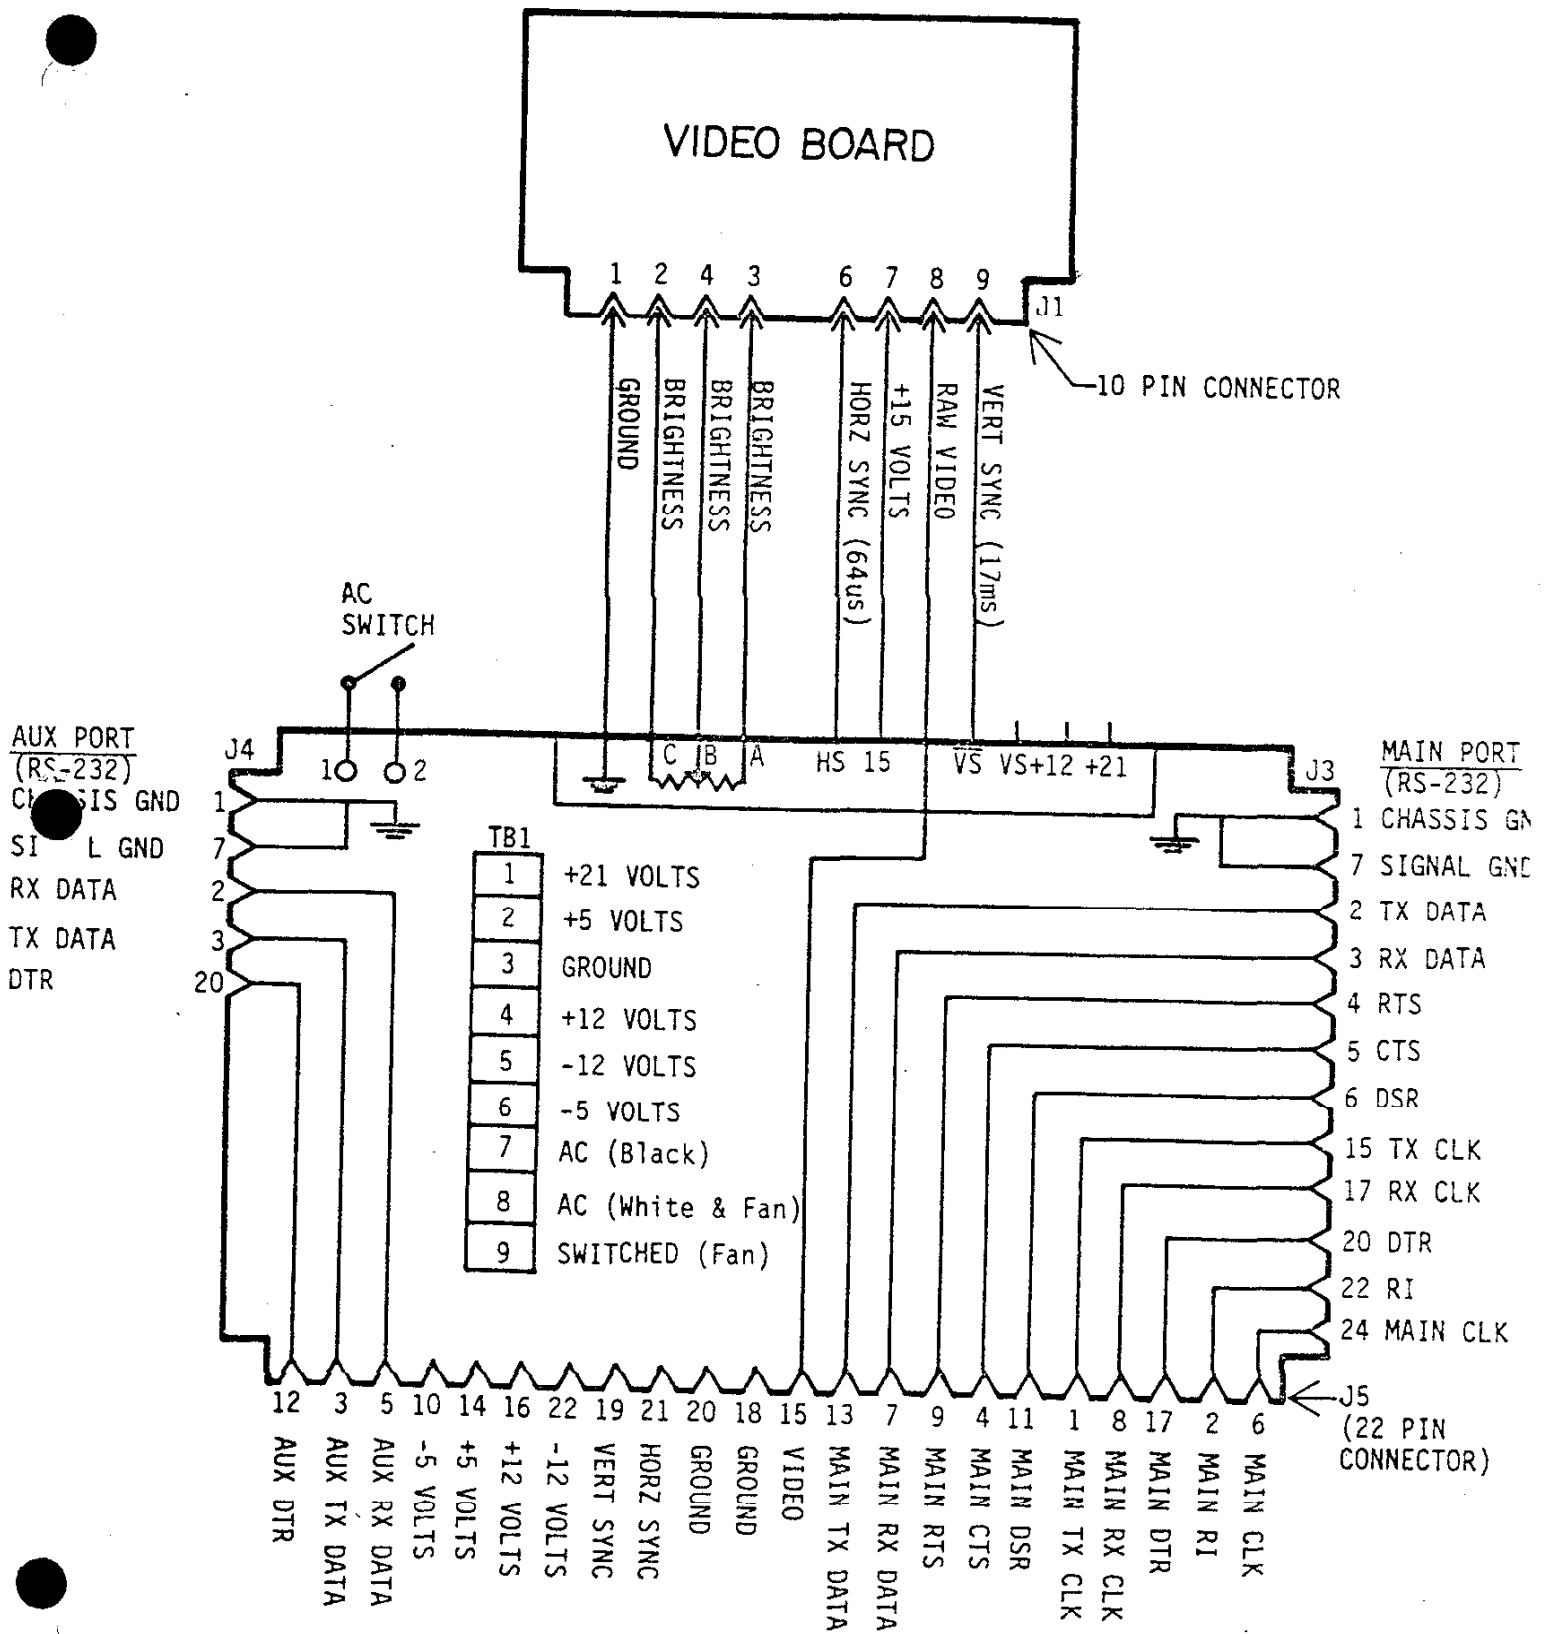 VIDEO BOARD
1 2 4 3 6 7 8 9
J1
10 PIN CONNECTOR
GROUND
BRIGHTNESS
BRIGHTNESS
BRIGHTNESS
HORZ SYNC (64us)
+15 VOLTS
RAW VIDEO
VERT SYNC (17ms)
AC
SWITCH
1 2
C B A HS 15 VS VS +12 +21
AUX PORT
(RS-232)
J4
GND 1
L GND 7
RX DATA 2
TX DATA 3
DTR 20
TB1
1 +21 VOLTS
2 +5 VOLTS
3 GROUND
4 +12 VOLTS
5 -12 VOLTS
6 -5 VOLTS
7 AC (Black)
8 AC (White & Fan)
9 SWITCHED (Fan)
MAIN PORT
(RS-232)
J3
1 CHASSIS GN
7 SIGNAL GND
2 TX DATA
3 RX DATA
4 RTS
5 CTS
6 DSR
15 TX CLK
17 RX CLK
20 DTR
22 RI
24 MAIN CLK
J5
(22 PIN
CONNECTOR)
12 3 5 10 14 16 22 19 21 20 18 15 13 7 9 4 11 1 8 17 2 6
AUX DTR
AUX TX DATA
AUX RX DATA
-5 VOLTS
+5 VOLTS
+12 VOLTS
-12 VOLTS
VERT SYNC
HORZ SYNC
GROUND
GROUND
VIDEO
MAIN TX DATA
MAIN RX DATA
MAIN RTS
MAIN CTS
MAIN DSR
MAIN TX CLK
MAIN RX CLK
MAIN DTR
MAIN RI
MAIN CLK